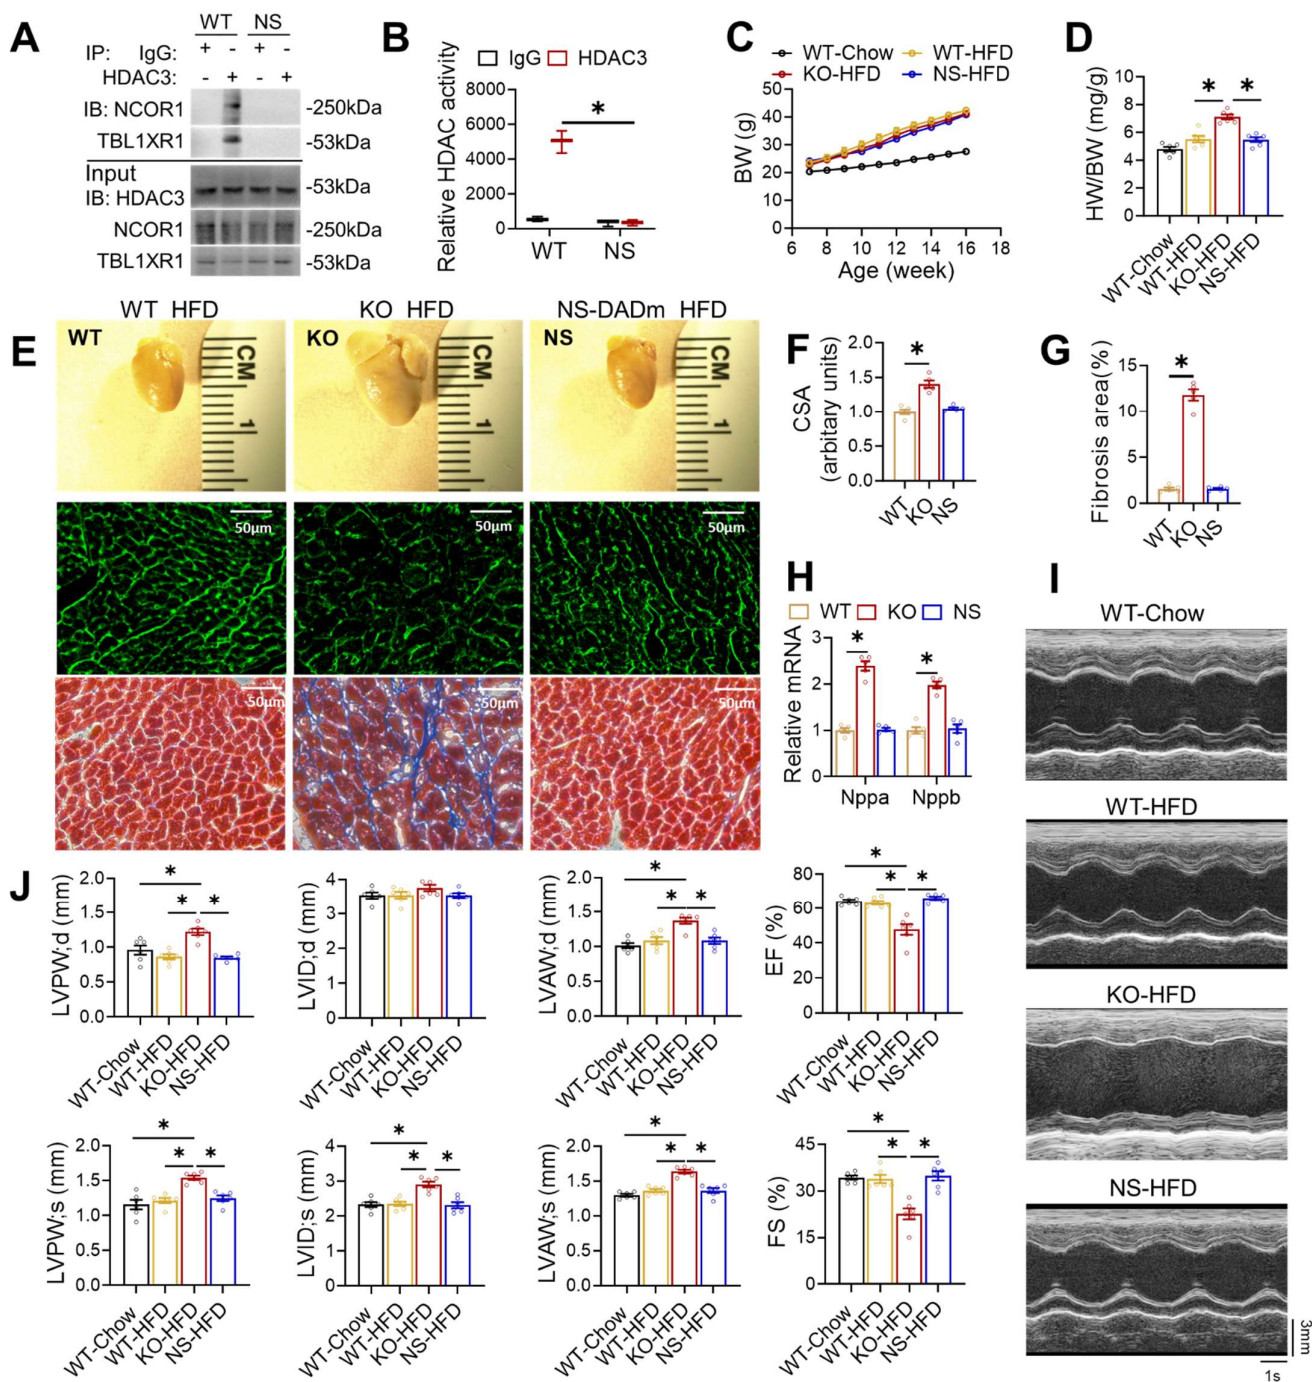 A
WT NS
IP: IgG: + - + -
HDAC3: - + - +
IB: NCOR1 -250kDa
TBL1XR1 -53kDa
Input
IB: HDAC3 -53kDa
NCOR1 -250kDa
TBL1XR1 -53kDa
B
IgG HDAC3
Relative HDAC activity
8000
6000
4000
2000
0
*
WT NS
C
WT-Chow WT-HFD
KO-HFD NS-HFD
BW (g)
50
40
30
20
10
0
6 8 10 12 14 16 18
Age (week)
D
HW/BW (mg/g)
10
8
6
4
2
0
* *
WT-Chow
WT-HFD
KO-HFD
NS-HFD
E
WT HFD KO HFD NS-DADm HFD
WT KO NS
CM CM CM
1 1 1
50µm 50µm 50µm
50µm 50µm 50µm
F
CSA
(arbitary units)
2.0
1.5
1.0
0.5
0.0
*
WT
KO
NS
G
Fibrosis area(%)
15
10
5
0
*
WT
KO
NS
H
WT KO NS
Relative mRNA
3
2
1
0
* *
Nppa Nppb
I
WT-Chow
WT-HFD
KO-HFD
NS-HFD
3mm
1s
J
LVPW;d (mm)
2.0
1.5
1.0
0.5
0.0
*
* *
WT-Chow
WT-HFD
KO-HFD
NS-HFD
LVID;d (mm)
4
3
2
1
0
WT-Chow
WT-HFD
KO-HFD
NS-HFD
LVAW;d (mm)
2.0
1.5
1.0
0.5
0.0
*
* *
WT-Chow
WT-HFD
KO-HFD
NS-HFD
EF (%)
80
60
40
20
0
*
* *
WT-Chow
WT-HFD
KO-HFD
NS-HFD
LVPW;s (mm)
2.0
1.5
1.0
0.5
0.0
*
* *
WT-Chow
WT-HFD
KO-HFD
NS-HFD
LVID;s (mm)
4
3
2
1
0
*
* *
WT-Chow
WT-HFD
KO-HFD
NS-HFD
LVAW;s (mm)
2.0
1.5
1.0
0.5
0.0
*
* *
WT-Chow
WT-HFD
KO-HFD
NS-HFD
FS (%)
45
30
15
0
*
* *
WT-Chow
WT-HFD
KO-HFD
NS-HFD